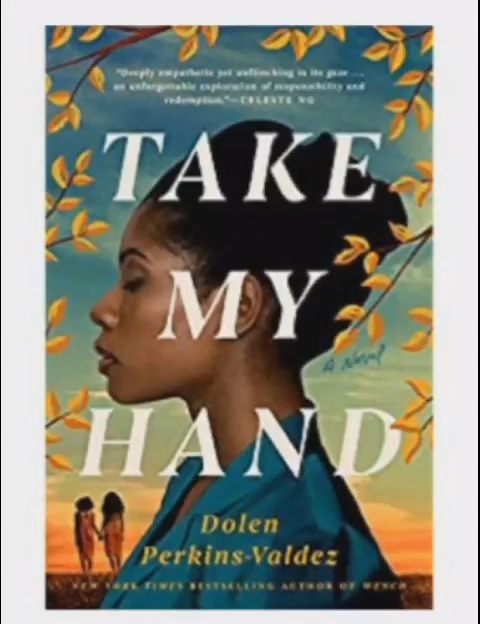 "Deeply empathetic yet unflinching in its gaze . . .
an unforgettable exploration of responsibility and
redemption."—CELESTE NG
TAKE
MY
HAND
A Novel
Dolen
Perkins-Valdez
NEW YORK TIMES BESTSELLING AUTHOR OF WENCH